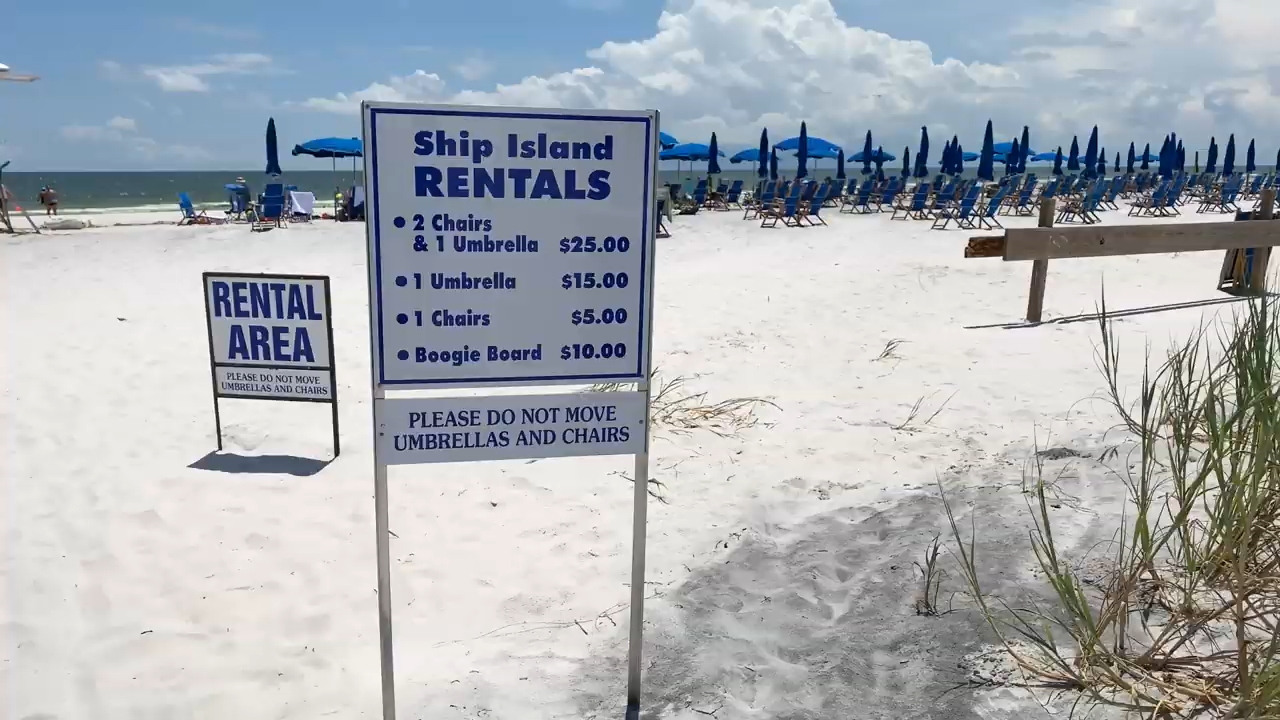 Ship Island
RENTALS
• 2 Chairs
& 1 Umbrella $25.00
• 1 Umbrella $15.00
• 1 Chairs $5.00
• Boogie Board $10.00
PLEASE DO NOT MOVE
UMBRELLAS AND CHAIRS
RENTAL
AREA
PLEASE DO NOT MOVE
UMBRELLAS AND CHAIRS